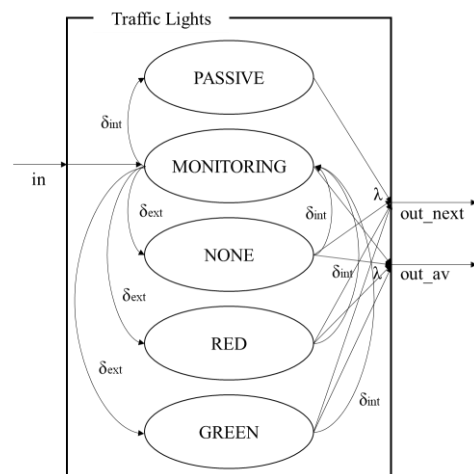 Traffic Lights
PASSIVE
δint
MONITORING
in
λ
out_next
δext
δint
NONE
λ
out_av
δint
δext
RED
δext
δint
GREEN